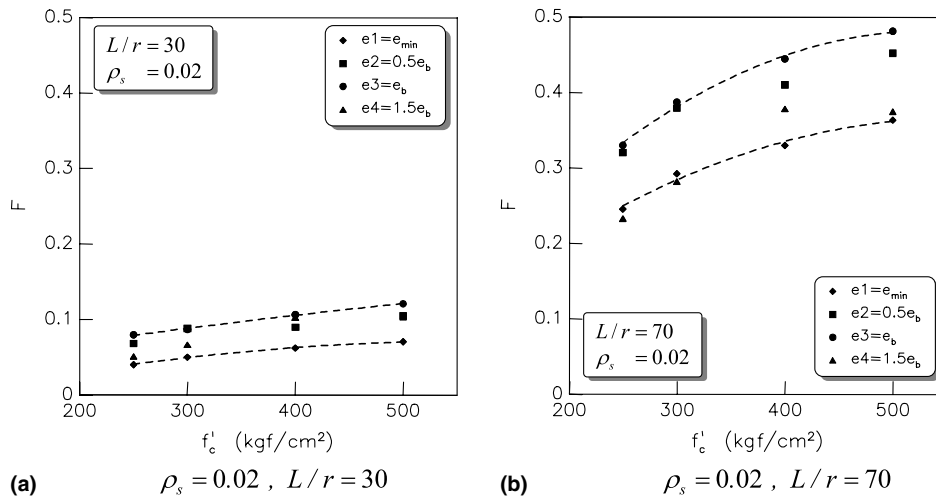 0.5
0.4
0.3
0.2
0.1
0
F
200
300
400
500
f'c (kgf/cm²)
L/r = 30
ρs = 0.02
e1=emin
e2=0.5eb
e3=eb
e4=1.5eb
(a) ρs = 0.02 , L/r = 30
0.5
0.4
0.3
0.2
0.1
0
F
200
300
400
500
f'c (kgf/cm²)
L/r = 70
ρs = 0.02
e1=emin
e2=0.5eb
e3=eb
e4=1.5eb
(b) ρs = 0.02 , L/r = 70